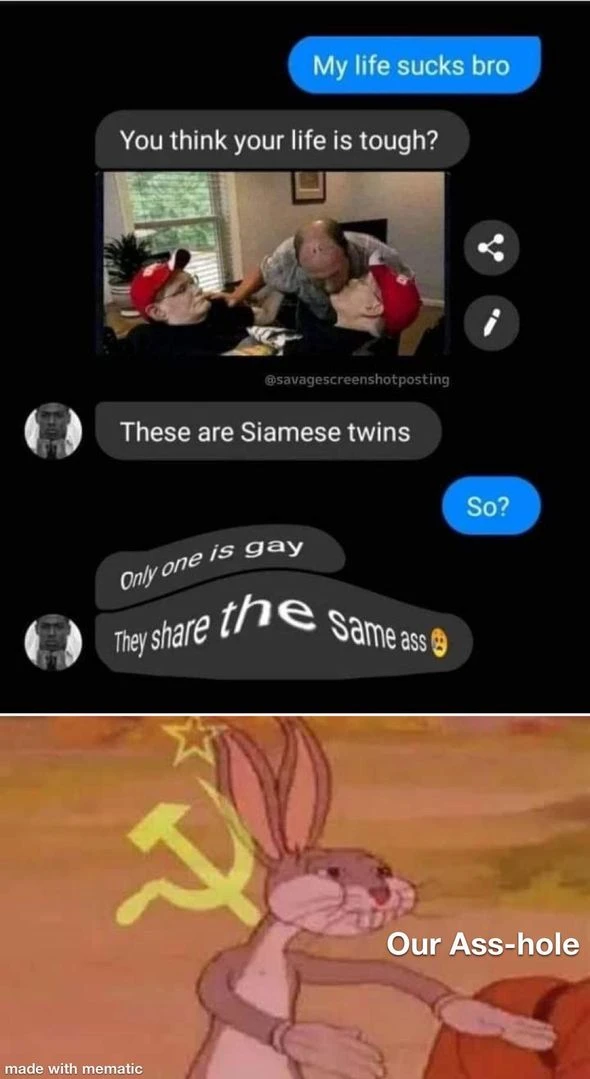 My life sucks bro
You think your life is tough?
@savagescreenshotposting
These are Siamese twins
So?
Only one is gay
They share the same ass 😢
Our Ass-hole
made with mematic